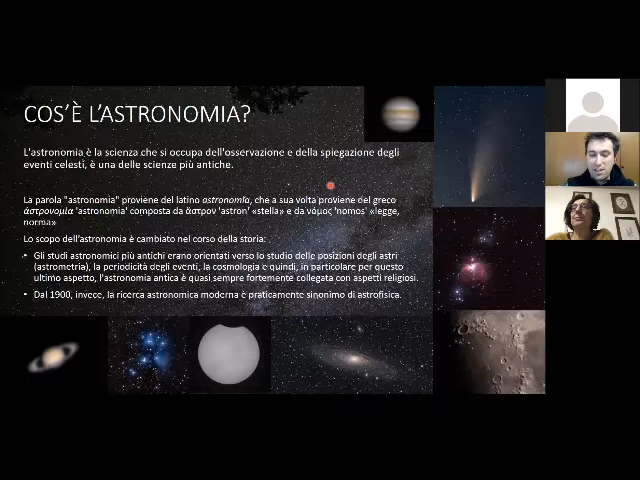 COS'È L'ASTRONOMIA?
L'astronomia è la scienza che si occupa dell'osservazione e della spiegazione degli
eventi celesti, è una delle scienze più antiche.
La parola "astronomia" proviene dal latino astronomĭa, che a sua volta proviene del greco
ἀστρονομία 'astronomia' composta da ἄστρον 'astron' «stella» e da νόμος 'nomos' «legge,
norma»
Lo scopo dell'astronomia è cambiato nel corso della storia:
• Gli studi astronomici più antichi erano orientati verso lo studio delle posizioni degli astri
(astrometria), la periodicità degli eventi, la cosmologia e quindi, in particolare per questo
ultimo aspetto, l'astronomia antica è quasi sempre fortemente collegata con aspetti religiosi.
• Dal 1900, invece, la ricerca astronomica moderna è praticamente sinonimo di astrofisica.